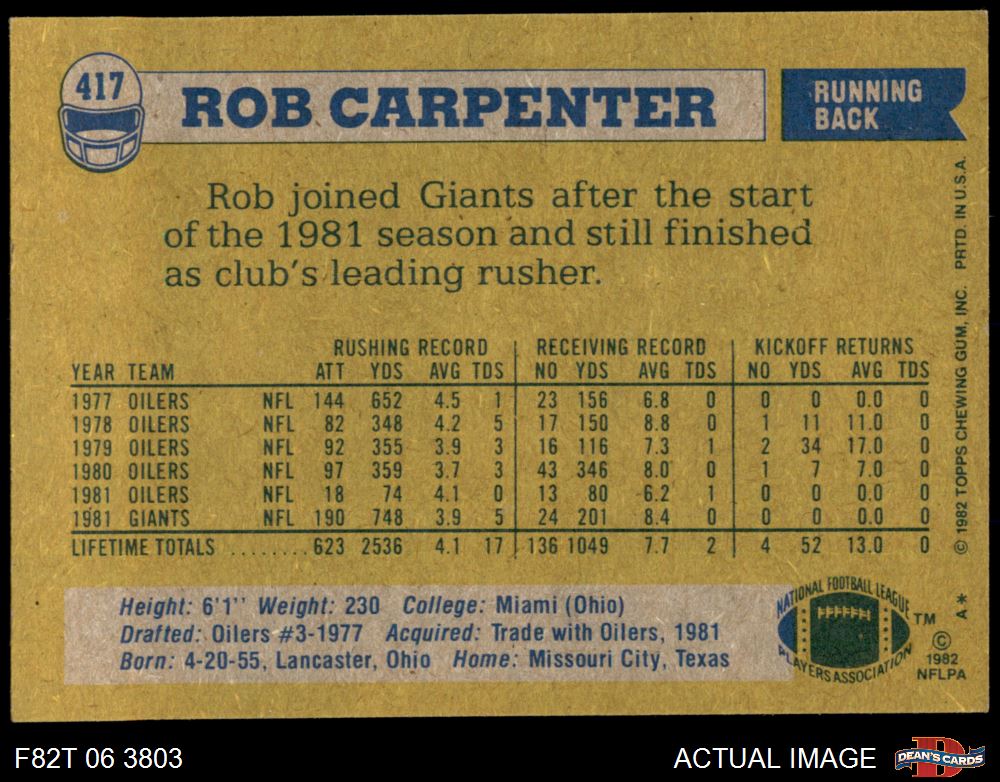 417
ROB CARPENTER
RUNNING
BACK
Rob joined Giants after the start
of the 1981 season and still finished
as club's leading rusher.
RUSHING RECORD RECEIVING RECORD KICKOFF RETURNS
YEAR TEAM ATT YDS AVG TDS NO YDS AVG TDS NO YDS AVG TDS
1977 OILERS NFL 144 652 4.5 1 23 156 6.8 0 0 0 0.0 0
1978 OILERS NFL 82 348 4.2 5 17 150 8.8 0 1 11 11.0 0
1979 OILERS NFL 92 355 3.9 3 16 116 7.3 1 2 34 17.0 0
1980 OILERS NFL 97 359 3.7 3 43 346 8.0 0 1 7 7.0 0
1981 OILERS NFL 18 74 4.1 0 13 80 6.2 1 0 0 0.0 0
1981 GIANTS NFL 190 748 3.9 5 24 201 8.4 0 0 0 0.0 0
LIFETIME TOTALS ........ 623 2536 4.1 17 136 1049 7.7 2 4 52 13.0 0
Height: 6'1'' Weight: 230 College: Miami (Ohio)
Drafted: Oilers #3-1977 Acquired: Trade with Oilers, 1981
Born: 4-20-55, Lancaster, Ohio Home: Missouri City, Texas
NATIONAL FOOTBALL LEAGUE
PLAYERS ASSOCIATION
TM
©
1982
NFLPA
A*
© 1982 TOPPS CHEWING GUM, INC. PRTD. IN U.S.A.
F82T 06 3803
ACTUAL IMAGE
D
DEAN'S CARDS